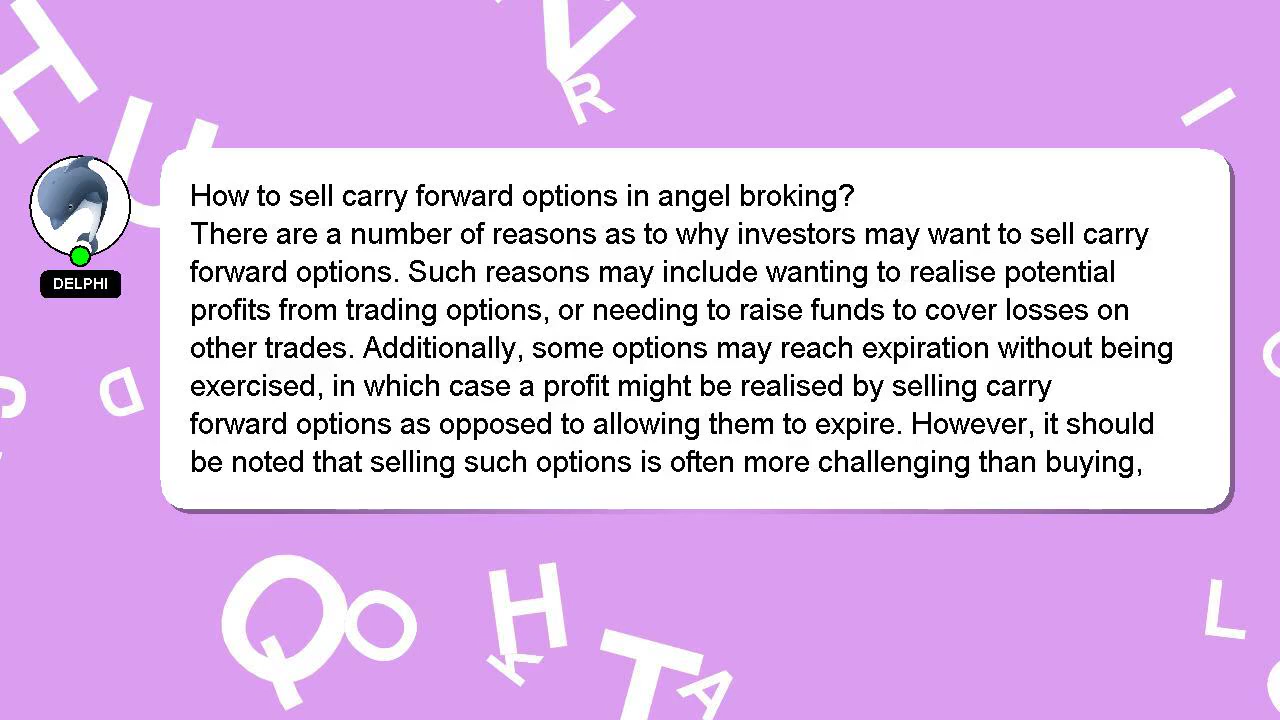 How to sell carry forward options in angel broking?
There are a number of reasons as to why investors may want to sell carry
forward options. Such reasons may include wanting to realise potential
profits from trading options, or needing to raise funds to cover losses on
other trades. Additionally, some options may reach expiration without being
exercised, in which case a profit might be realised by selling carry
forward options as opposed to allowing them to expire. However, it should
be noted that selling such options is often more challenging than buying,
DELPHI
H
U
V
R
I
D
Q
O
H
K
T
A
L